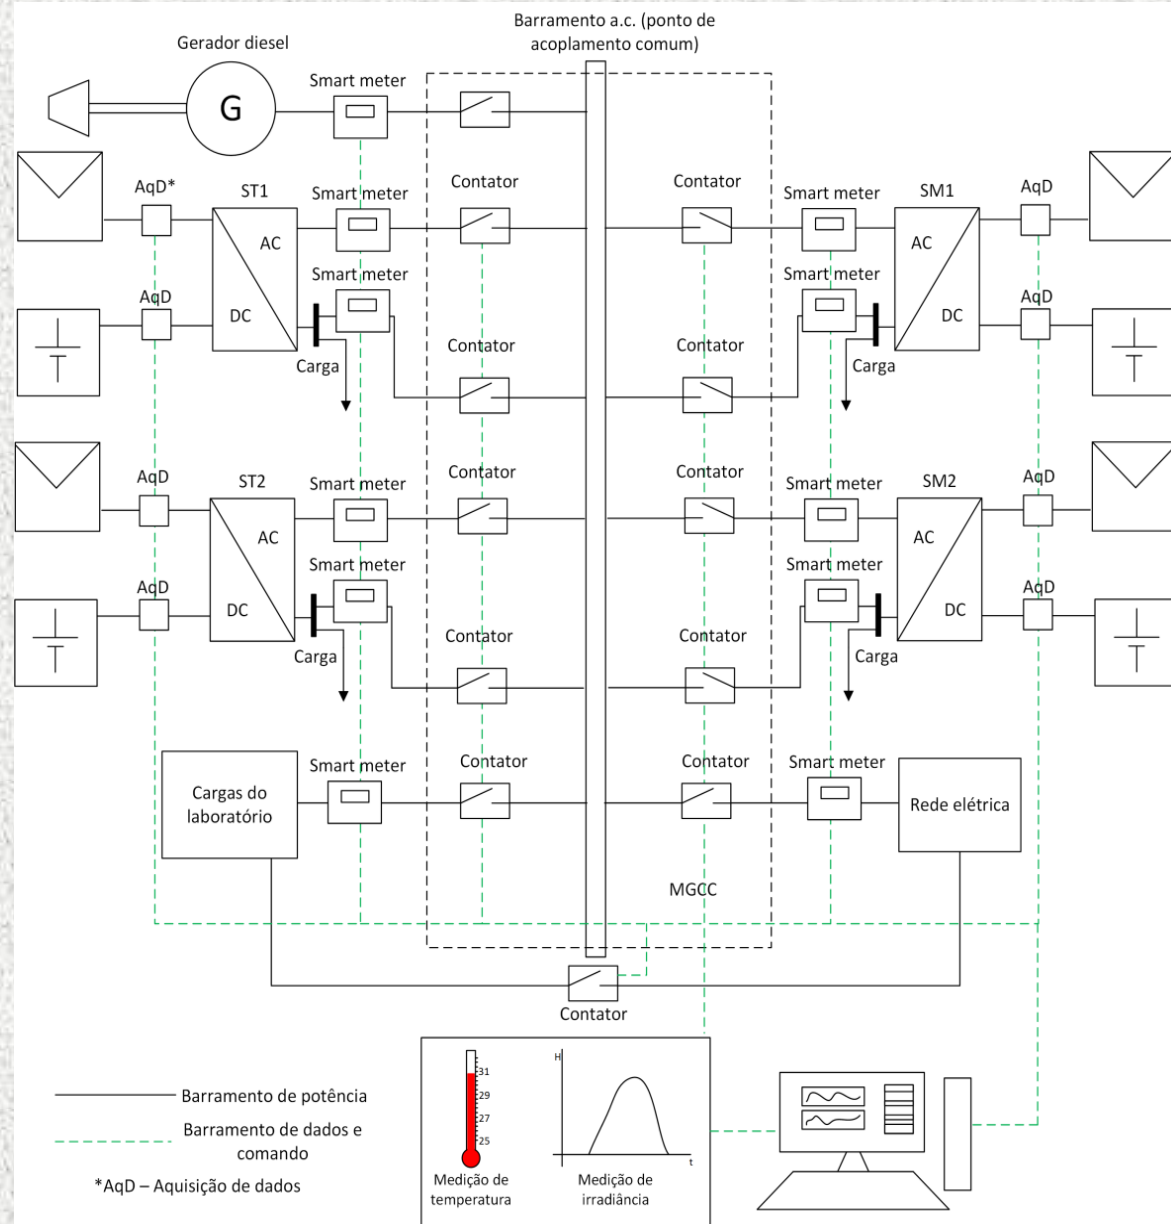 Barramento a.c. (ponto de
acoplamento comum)
Gerador diesel
Smart meter
G
AqD*
ST1
Smart meter
Contator
Contator
Smart meter
SM1
AqD
AC
DC
AqD
Smart meter
Carga
Contator
Contator
Smart meter
AC
DC
Carga
AqD
AqD
ST2
Smart meter
Contator
Contator
Smart meter
SM2
AqD
AC
DC
AqD
Smart meter
Carga
Contator
Contator
Smart meter
AC
DC
Carga
AqD
Cargas do
laboratório
Smart meter
Contator
Contator
Smart meter
Rede elétrica
MGCC
Contator
Barramento de potência
Barramento de dados e
comando
*AqD – Aquisição de dados
31
29
27
25
Medição de
temperatura
H
t
Medição de
irradiância